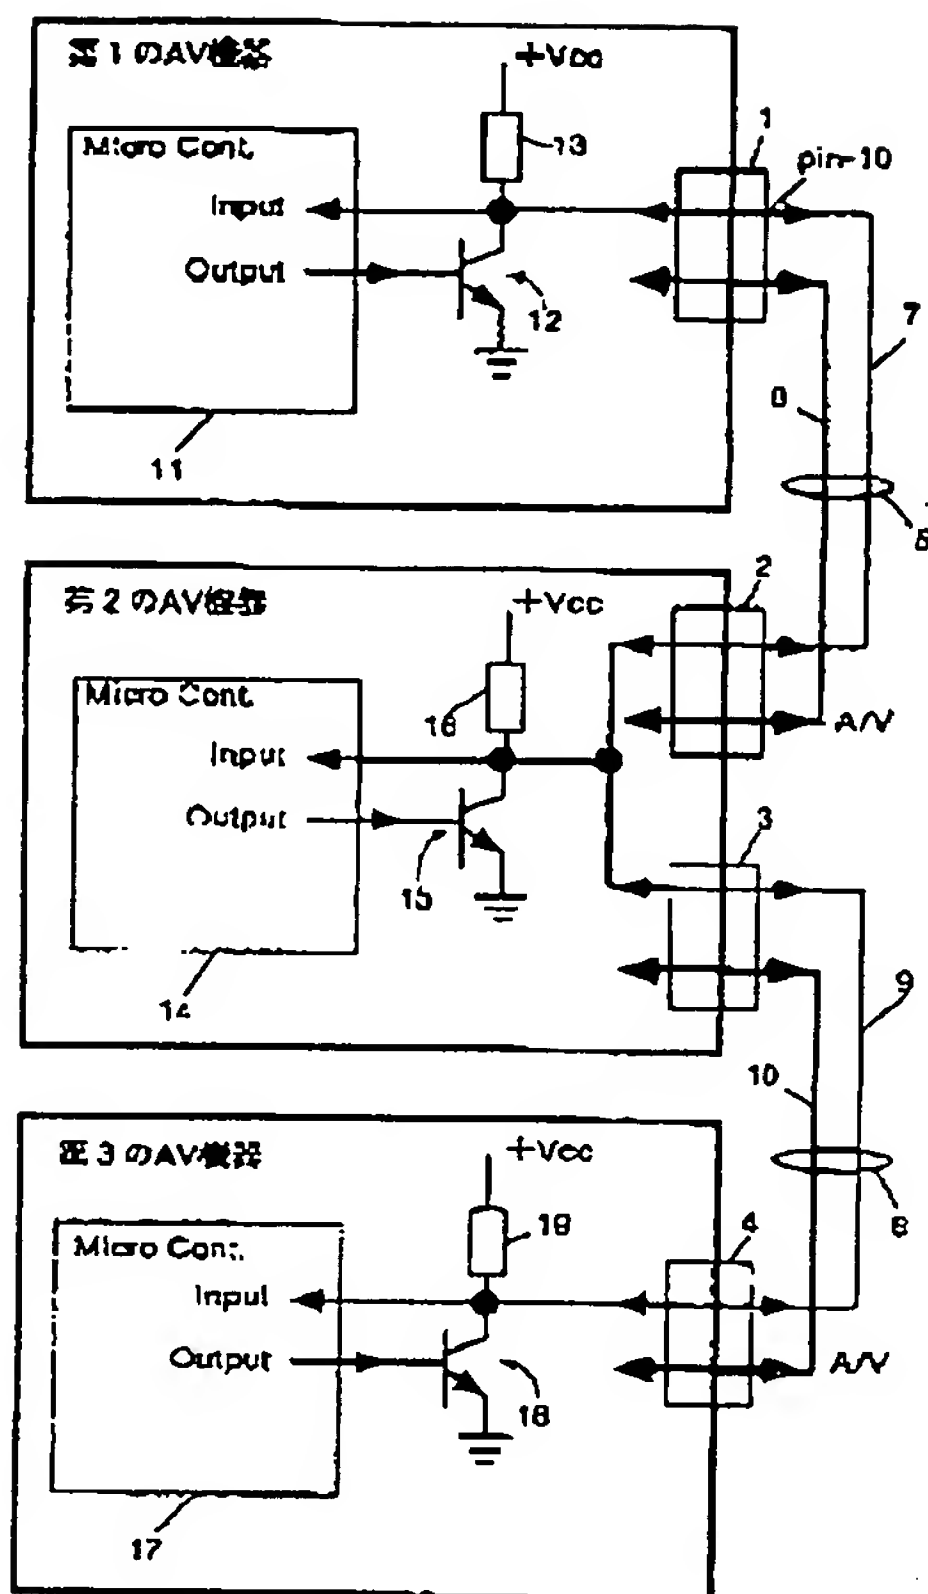 第1のAV機器
+Vcc
Micro Cont.
13
1
pin-10
Input
Output
12
7
11
第2のAV機器
2
+Vcc
Micro Cont.
16
A/V
Input
Output
3
15
14
9
10
第3のAV機器
+Vcc
Micro Cont.
4
Input
A/V
Output
18
17